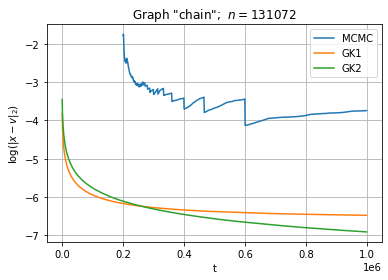 Graph "chain"; n = 131072
log(|x − v|₂)
−2
−3
−4
−5
−6
−7
MCMC
GK1
GK2
0.0 0.2 0.4 0.6 0.8 1.0
1e6
t